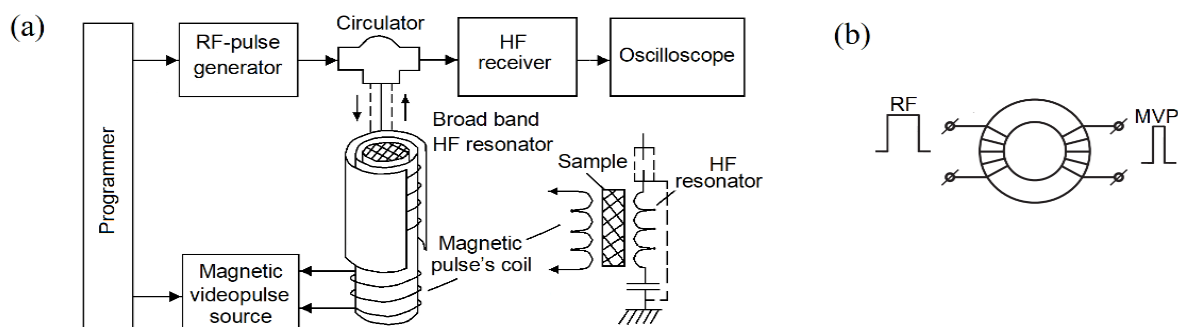 (a)
Programmer
RF-pulse
generator
Circulator
HF
receiver
Oscilloscope
Broad band
HF resonator
Sample
HF
resonator
Magnetic
pulse's coil
Magnetic
videopulse
source
(b)
RF
MVP